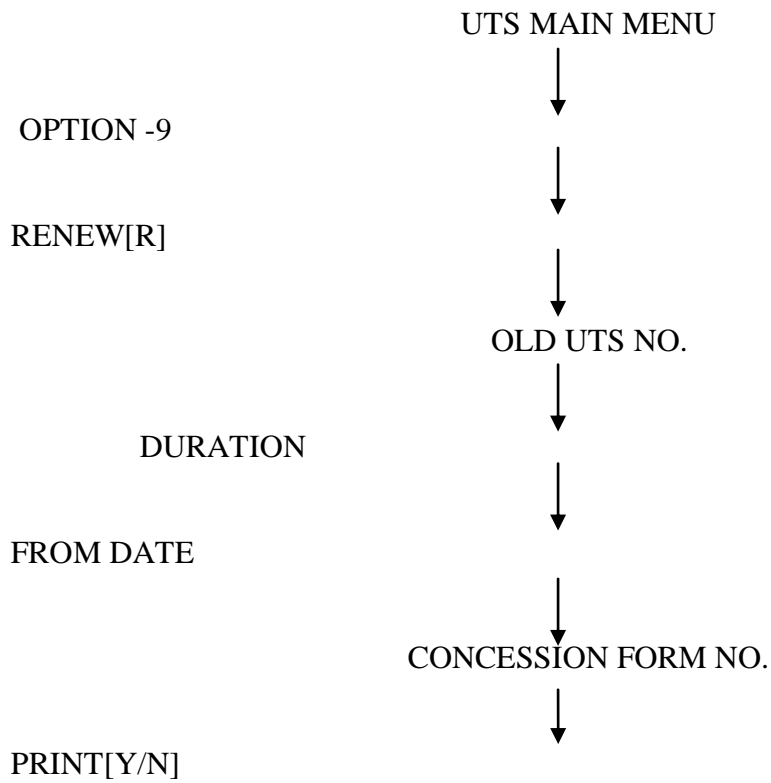 UTS MAIN MENU
OPTION -9
RENEW[R]
OLD UTS NO.
DURATION
FROM DATE
CONCESSION FORM NO.
PRINT[Y/N]